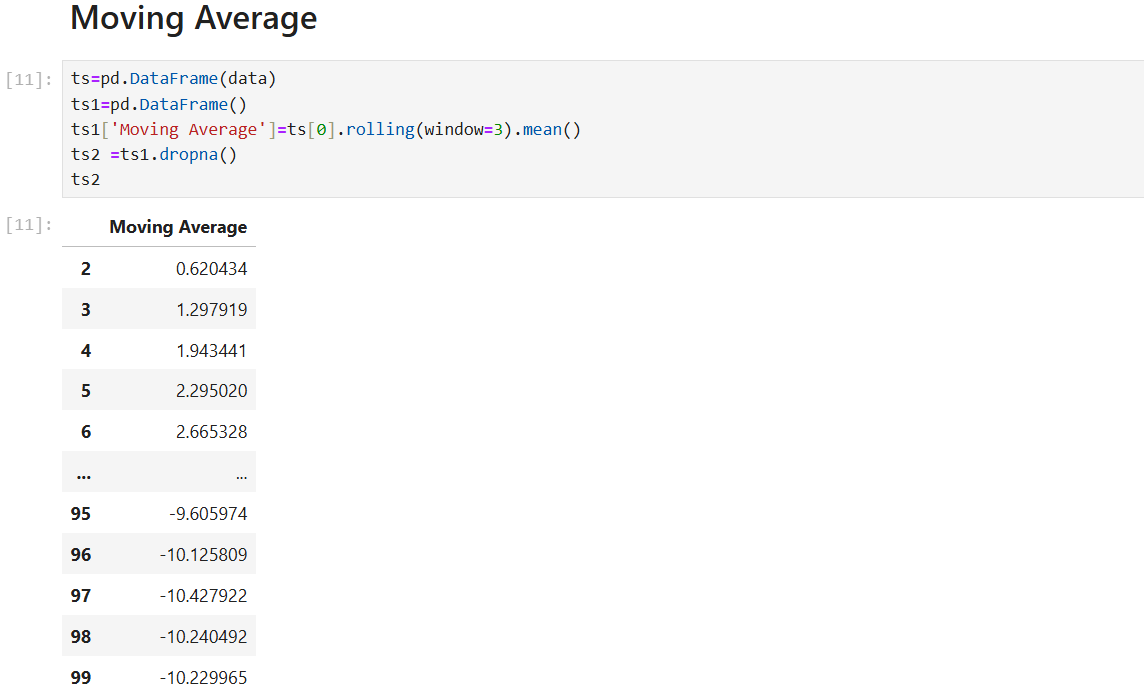 Moving Average
[11]:
ts=pd.DataFrame(data)
ts1=pd.DataFrame()
ts1['Moving Average']=ts[0].rolling(window=3).mean()
ts2 =ts1.dropna()
ts2
[11]:
Moving Average
2 0.620434
3 1.297919
4 1.943441
5 2.295020
6 2.665328
... ...
95 -9.605974
96 -10.125809
97 -10.427922
98 -10.240492
99 -10.229965